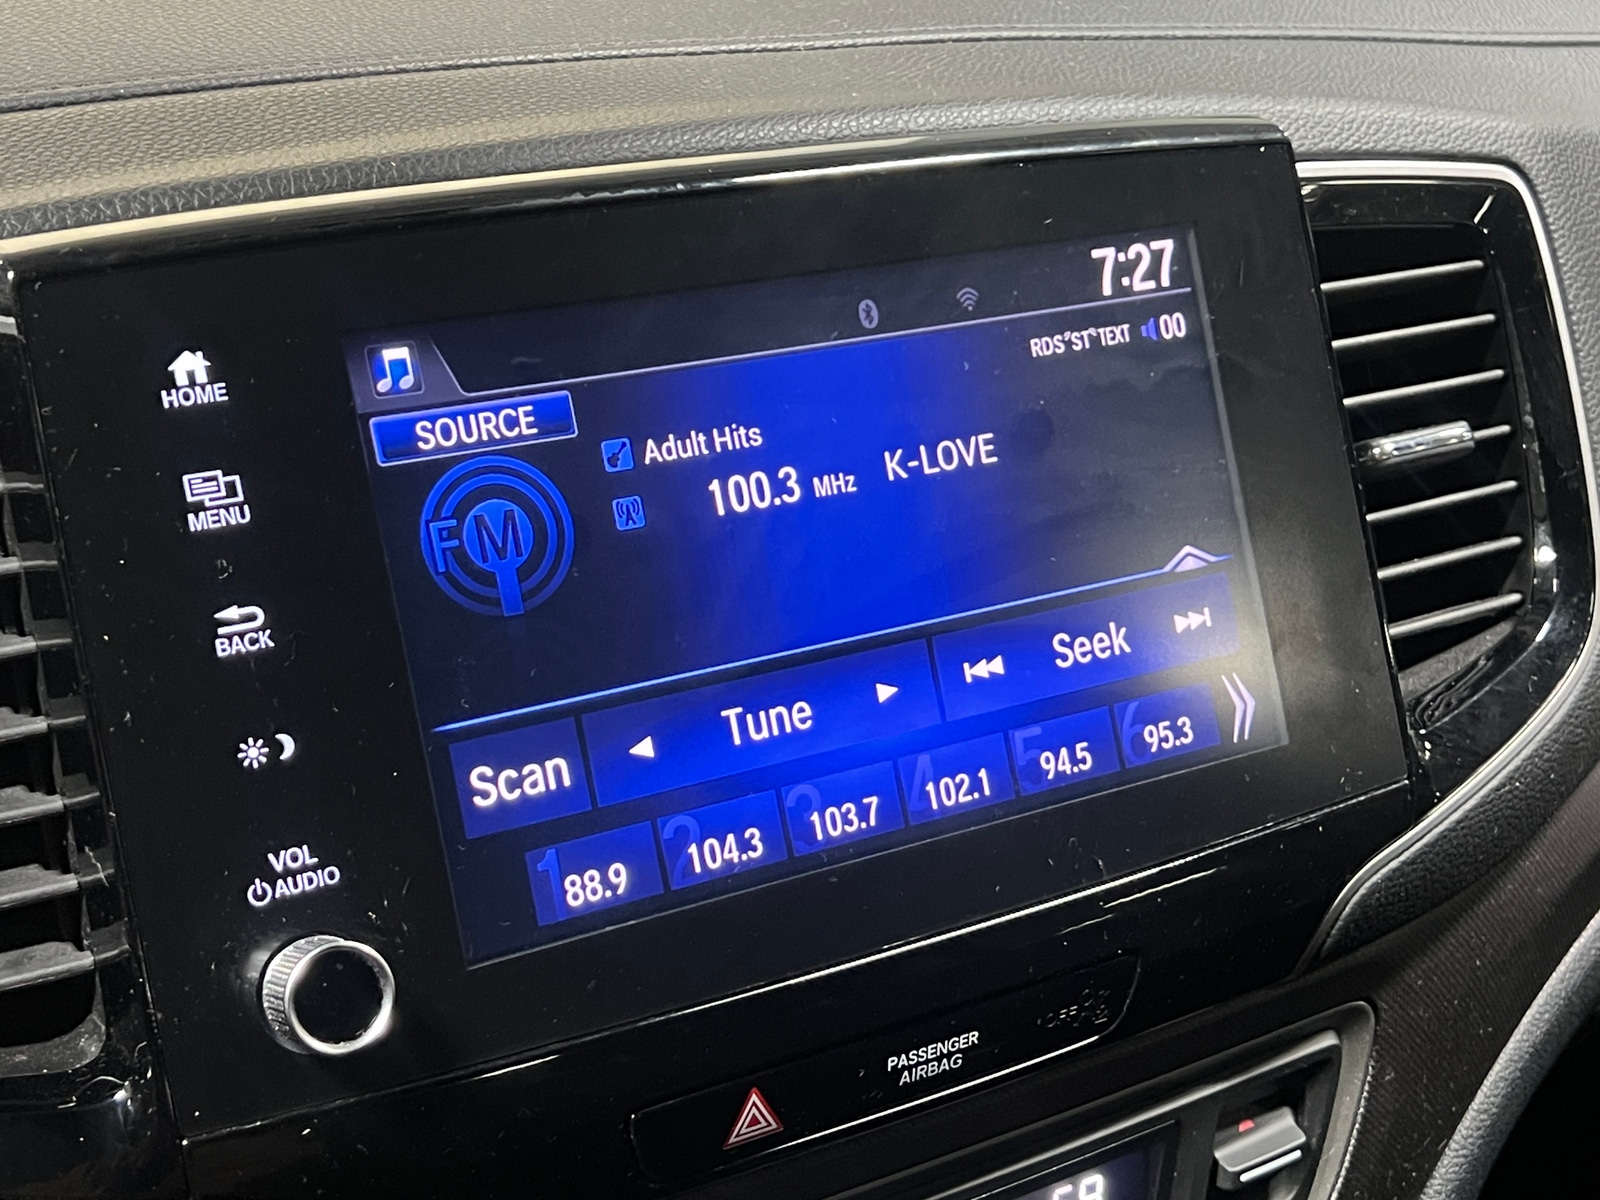 7:27
RDS ST TEXT 00
HOME
SOURCE
Adult Hits
100.3 MHz K-LOVE
FM
MENU
BACK
Scan
Tune
Seek
1 88.9
2 104.3
3 103.7
4 102.1
5 94.5
6 95.3
VOL
AUDIO
PASSENGER
AIRBAG
OFF